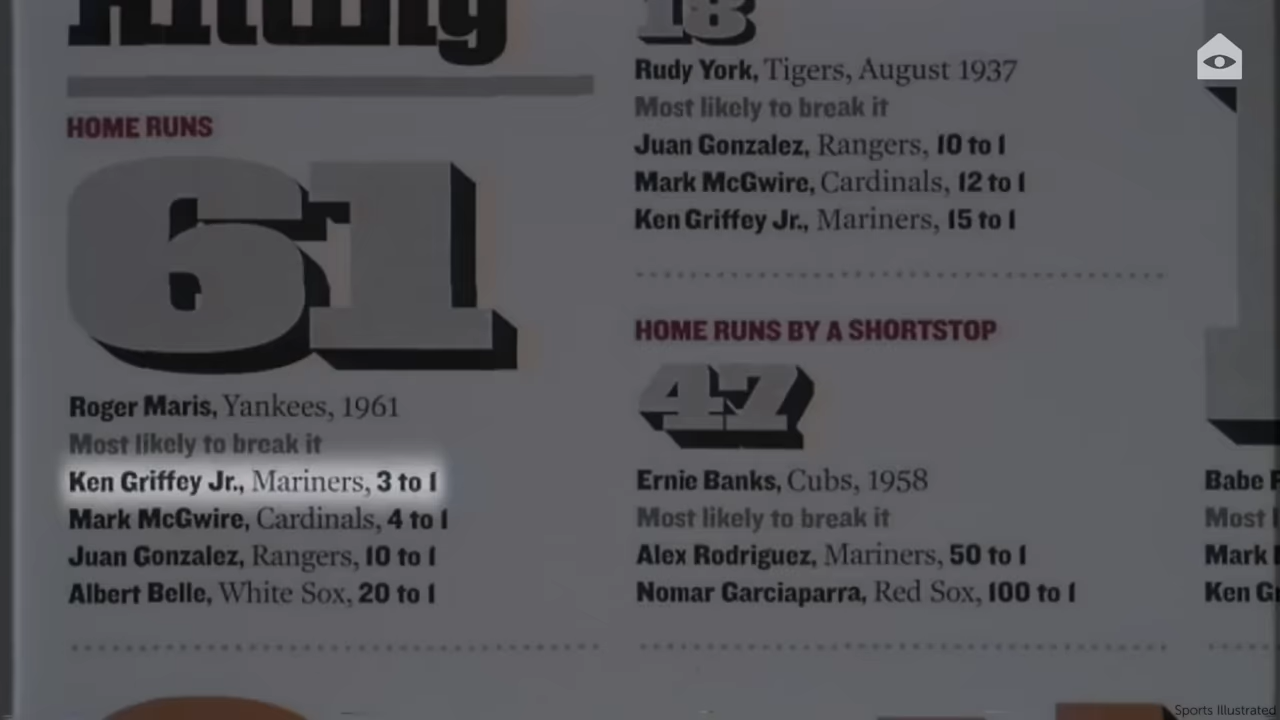 Hitting
HOME RUNS
61
Roger Maris, Yankees, 1961
Most likely to break it
Ken Griffey Jr., Mariners, 3 to 1
Mark McGwire, Cardinals, 4 to 1
Juan Gonzalez, Rangers, 10 to 1
Albert Belle, White Sox, 20 to 1
18
Rudy York, Tigers, August 1937
Most likely to break it
Juan Gonzalez, Rangers, 10 to 1
Mark McGwire, Cardinals, 12 to 1
Ken Griffey Jr., Mariners, 15 to 1
HOME RUNS BY A SHORTSTOP
47
Ernie Banks, Cubs, 1958
Most likely to break it
Alex Rodriguez, Mariners, 50 to 1
Nomar Garciaparra, Red Sox, 100 to 1
Babe
Most
Mark
Ken
Sports Illustrated